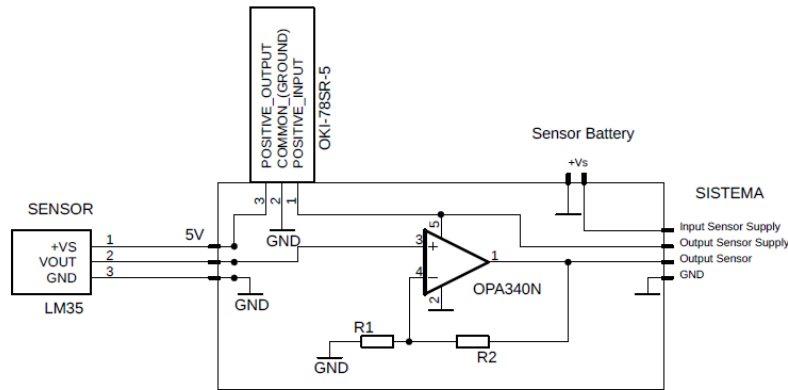 POSITIVE_OUTPUT
COMMON_(GROUND)
POSITIVE_INPUT
OKI-78SR-5
3
2
1
Sensor Battery
+Vs
SENSOR
SISTEMA
+VS
VOUT
GND
1
2
3
LM35
5V
GND
GND
3
+
4
−
5
2
1
OPA340N
R1
R2
GND
Input Sensor Supply
Output Sensor Supply
Output Sensor
GND